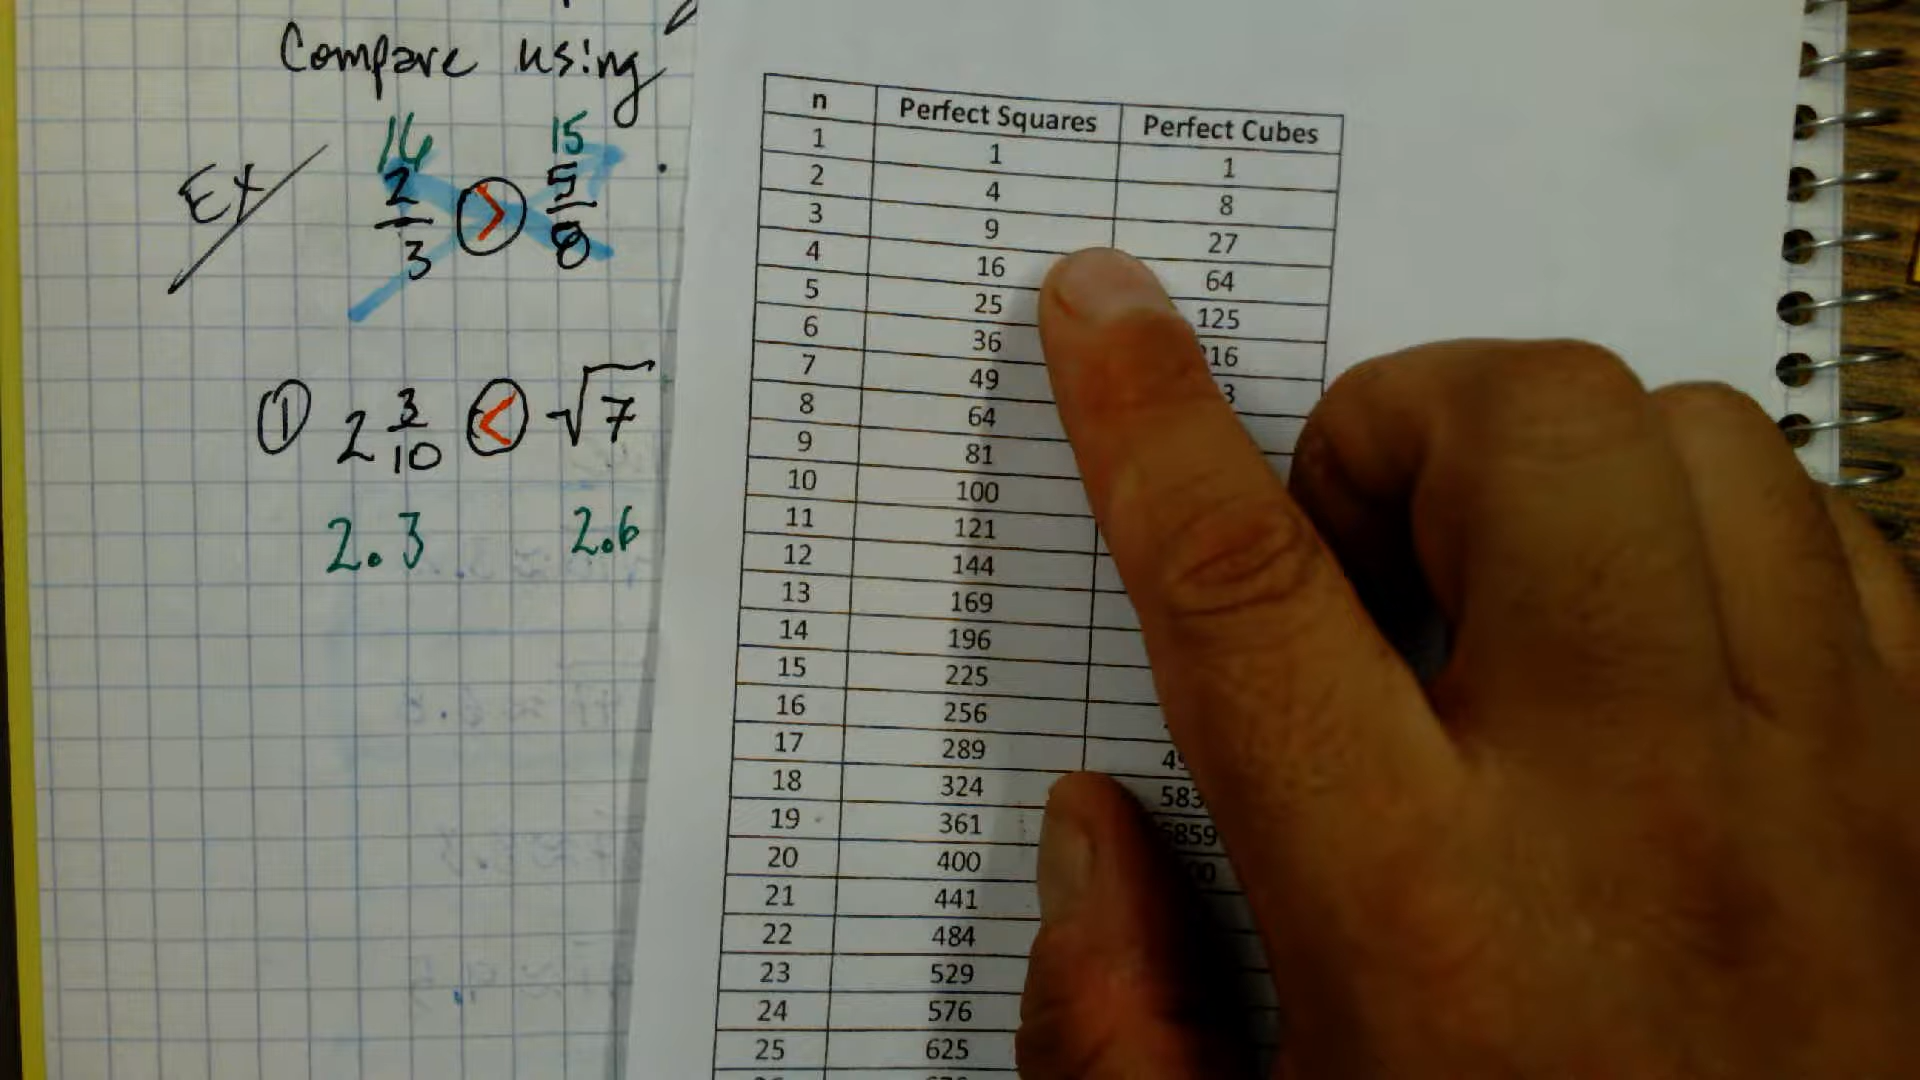 Compare using
16 15
Ex 2/3 > 5/8
① 2 3/10 < √7
2.3 2.6
n Perfect Squares Perfect Cubes
1 1 1
2 4 8
3 9 27
4 16 64
5 25 125
6 36
7 49
8 64
9 81
10 100
11 121
12 144
13 169
14 196
15 225
16 256
17 289
18 324 583
19 361 6859
20 400
21 441
22 484
23 529
24 576
25 625